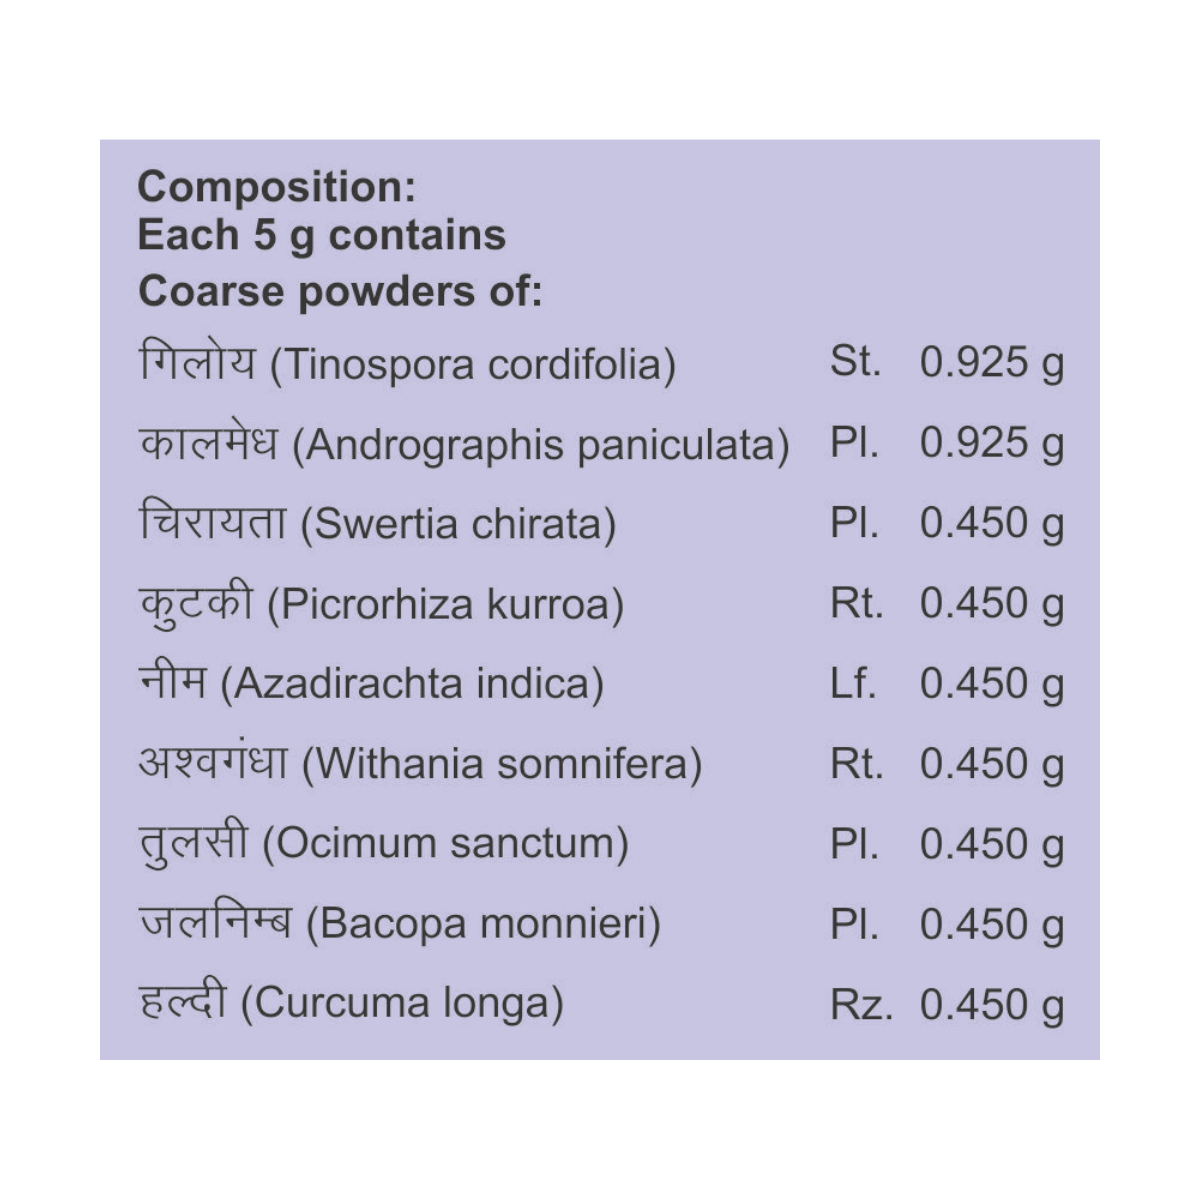 Composition:
Each 5 g contains
Coarse powders of:
गिलोय (Tinospora cordifolia) St. 0.925 g
कालमेध (Andrographis paniculata) Pl. 0.925 g
चिरायता (Swertia chirata) Pl. 0.450 g
कुटकी (Picrorhiza kurroa) Rt. 0.450 g
नीम (Azadirachta indica) Lf. 0.450 g
अश्वगंधा (Withania somnifera) Rt. 0.450 g
तुलसी (Ocimum sanctum) Pl. 0.450 g
जलनिम्ब (Bacopa monnieri) Pl. 0.450 g
हल्दी (Curcuma longa) Rz. 0.450 g